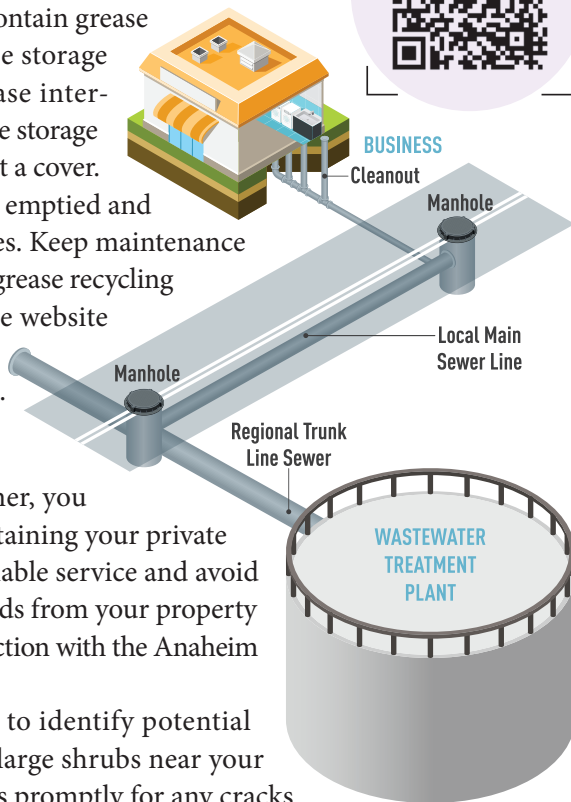 ontain grease
e storage
ase inter-
e storage
t a cover.
emptied and
es. Keep maintenance
grease recycling
e website
.
ner, you
taining your private
able service and avoid
ds from your property
ction with the Anaheim
to identify potential
large shrubs near your
s promptly for any cracks
BUSINESS
Cleanout
Manhole
Local Main
Sewer Line
Manhole
Regional Trunk
Line Sewer
WASTEWATER
TREATMENT
PLANT